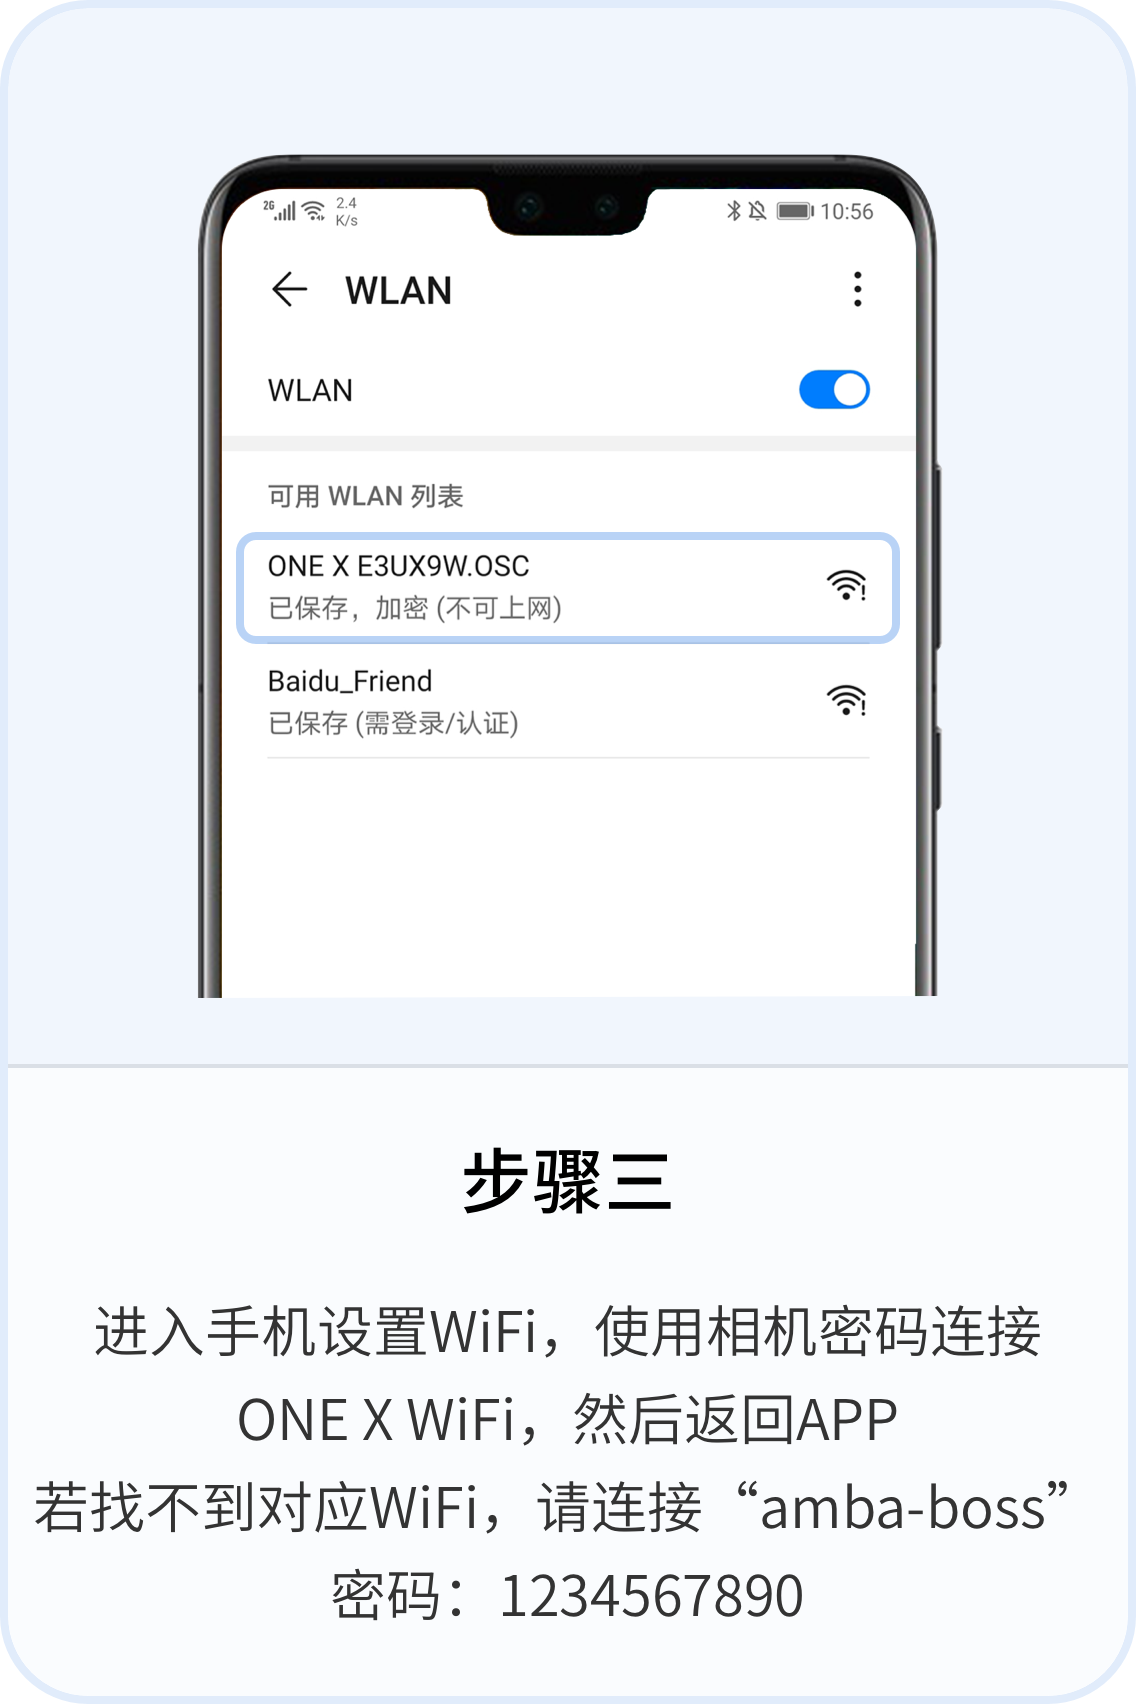 2G 2.4 K/s 10:56
WLAN
WLAN
可用 WLAN 列表
ONE X E3UX9W.OSC
已保存，加密 (不可上网)
Baidu_Friend
已保存 (需登录/认证)
步骤三
进入手机设置WiFi，使用相机密码连接
ONE X WiFi，然后返回APP
若找不到对应WiFi，请连接“amba-boss”
密码：1234567890